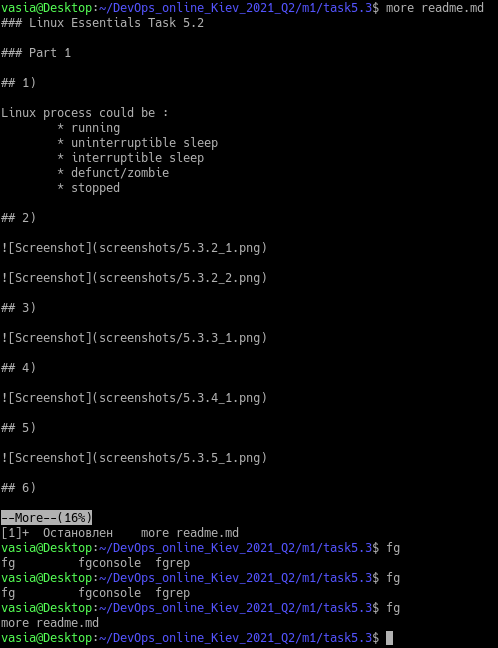 vasia@Desktop:~/DevOps_online_Kiev_2021_Q2/m1/task5.3$ more readme.md
### Linux Essentials Task 5.2
### Part 1
## 1)
Linux process could be :
* running
* uninterruptible sleep
* interruptible sleep
* defunct/zombie
* stopped
## 2)
![Screenshot](screenshots/5.3.2_1.png)
![Screenshot](screenshots/5.3.2_2.png)
## 3)
![Screenshot](screenshots/5.3.3_1.png)
## 4)
![Screenshot](screenshots/5.3.4_1.png)
## 5)
![Screenshot](screenshots/5.3.5_1.png)
## 6)
--More--(16%)
[1]+  Остановлен    more readme.md
vasia@Desktop:~/DevOps_online_Kiev_2021_Q2/m1/task5.3$ fg
fg         fgconsole  fgrep
vasia@Desktop:~/DevOps_online_Kiev_2021_Q2/m1/task5.3$ fg
fg         fgconsole  fgrep
vasia@Desktop:~/DevOps_online_Kiev_2021_Q2/m1/task5.3$ fg
more readme.md
vasia@Desktop:~/DevOps_online_Kiev_2021_Q2/m1/task5.3$